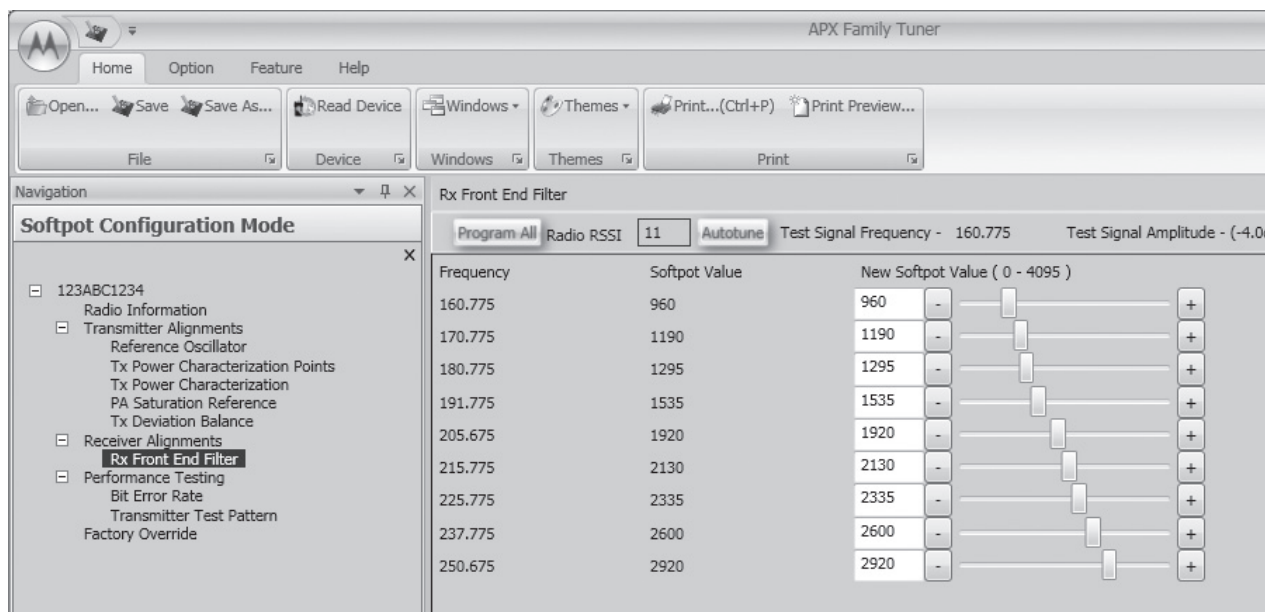 APX Family Tuner
Home Option Feature Help
Open... Save Save As... Read Device Windows Themes Print...(Ctrl+P) Print Preview...
File Device Windows Themes Print
Navigation
Softpot Configuration Mode
123ABC1234
Radio Information
Transmitter Alignments
Reference Oscillator
Tx Power Characterization Points
Tx Power Characterization
PA Saturation Reference
Tx Deviation Balance
Receiver Alignments
Rx Front End Filter
Performance Testing
Bit Error Rate
Transmitter Test Pattern
Factory Override
Rx Front End Filter
Program All Radio RSSI 11 Autotune Test Signal Frequency - 160.775 Test Signal Amplitude - (-4.0
Frequency Softpot Value New Softpot Value ( 0 - 4095 )
160.775 960 960 - +
170.775 1190 1190 - +
180.775 1295 1295 - +
191.775 1535 1535 - +
205.675 1920 1920 - +
215.775 2130 2130 - +
225.775 2335 2335 - +
237.775 2600 2600 - +
250.675 2920 2920 - +